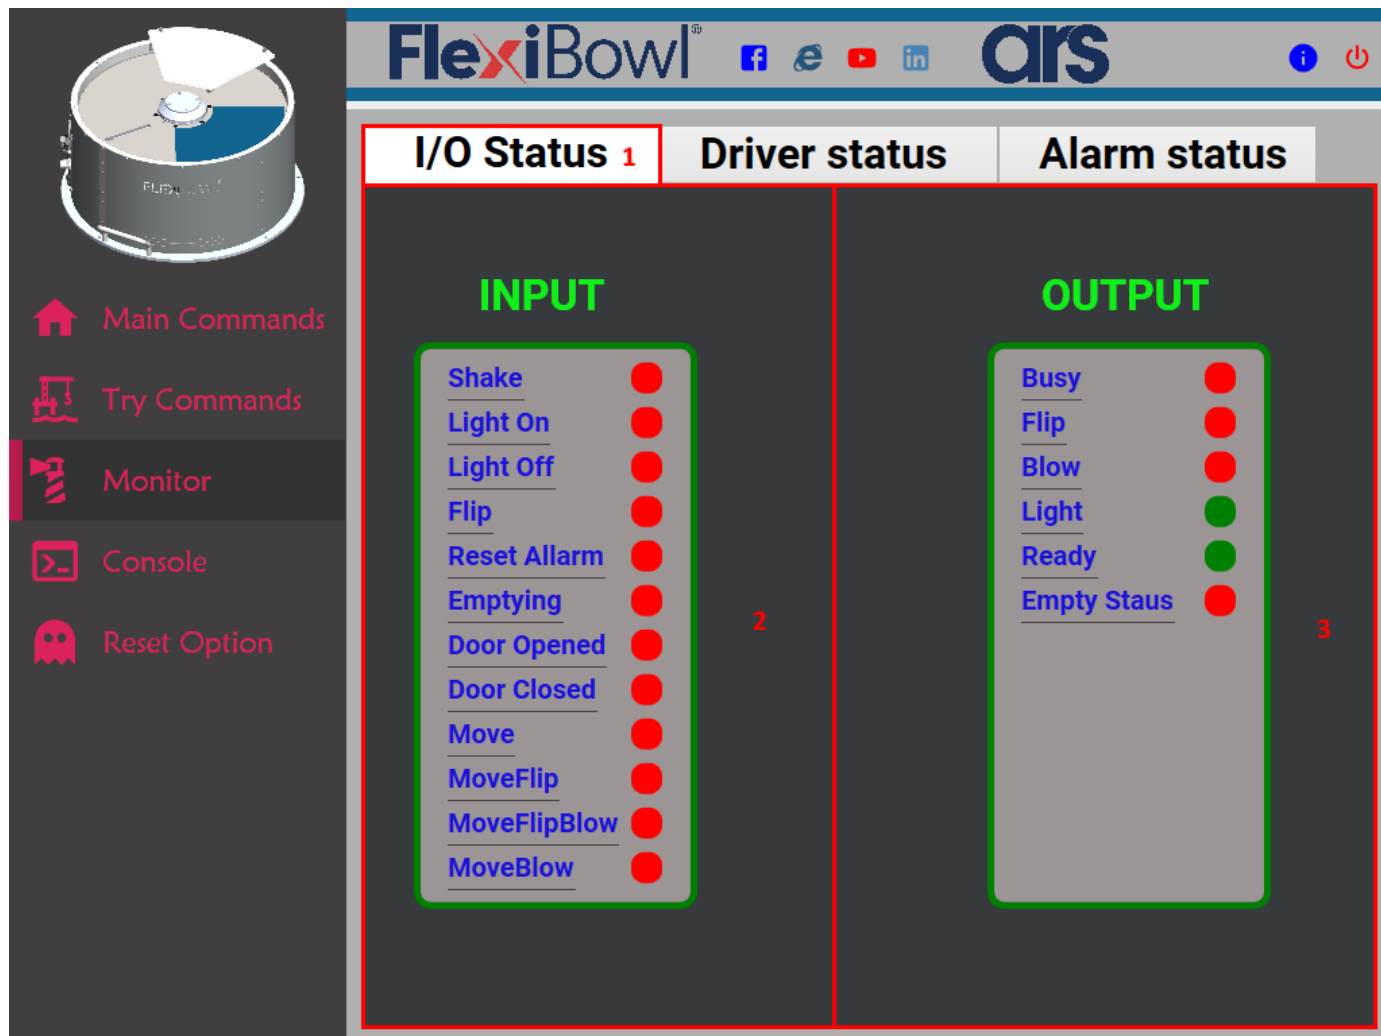 FlexiBowl®
ars
I/O Status 1
Driver status
Alarm status
Main Commands
Try Commands
Monitor
Console
Reset Option
INPUT
Shake
Light On
Light Off
Flip
Reset Allarm
Emptying
Door Opened
Door Closed
Move
MoveFlip
MoveFlipBlow
MoveBlow
2
OUTPUT
Busy
Flip
Blow
Light
Ready
Empty Staus
3